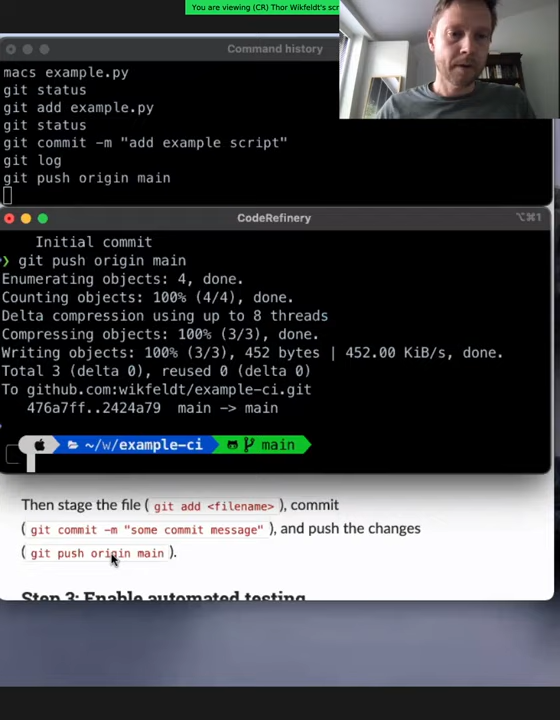 You are viewing (CR) Thor Wikfeldt's scr
Command history
macs example.py
git status
git add example.py
git status
git commit -m "add example script"
git log
git push origin main
CodeRefinery
⌥⌘1
Initial commit
❯ git push origin main
Enumerating objects: 4, done.
Counting objects: 100% (4/4), done.
Delta compression using up to 8 threads
Compressing objects: 100% (3/3), done.
Writing objects: 100% (3/3), 452 bytes | 452.00 KiB/s, done.
Total 3 (delta 0), reused 0 (delta 0)
To github.com:wikfeldt/example-ci.git
476a7ff..2424a79  main -> main
~/w/example-ci main
Then stage the file ( git add <filename> ), commit
( git commit -m "some commit message" ), and push the changes
( git push origin main ).
Step 3: Enable automated testing